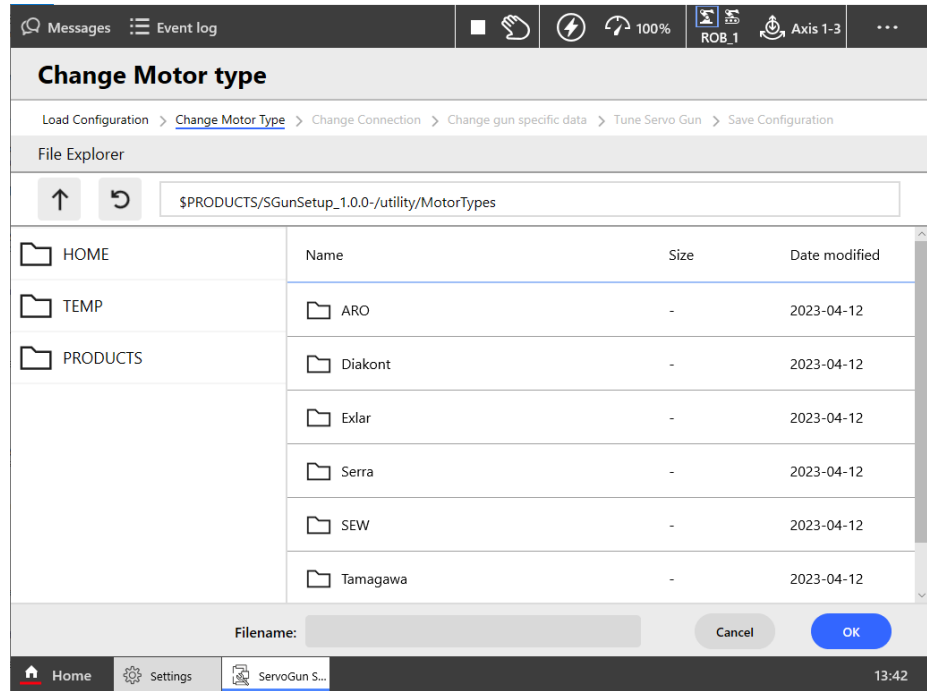 Messages Event log 100% ROB_1 Axis 1-3 ...
Change Motor type
Load Configuration > Change Motor Type > Change Connection > Change gun specific data > Tune Servo Gun > Save Configuration
File Explorer
$PRODUCTS/SGunSetup_1.0.0-/utility/MotorTypes
HOME
TEMP
PRODUCTS
Name Size Date modified
ARO - 2023-04-12
Diakont - 2023-04-12
Exlar - 2023-04-12
Serra - 2023-04-12
SEW - 2023-04-12
Tamagawa - 2023-04-12
Filename: Cancel OK
Home Settings ServoGun S... 13:42